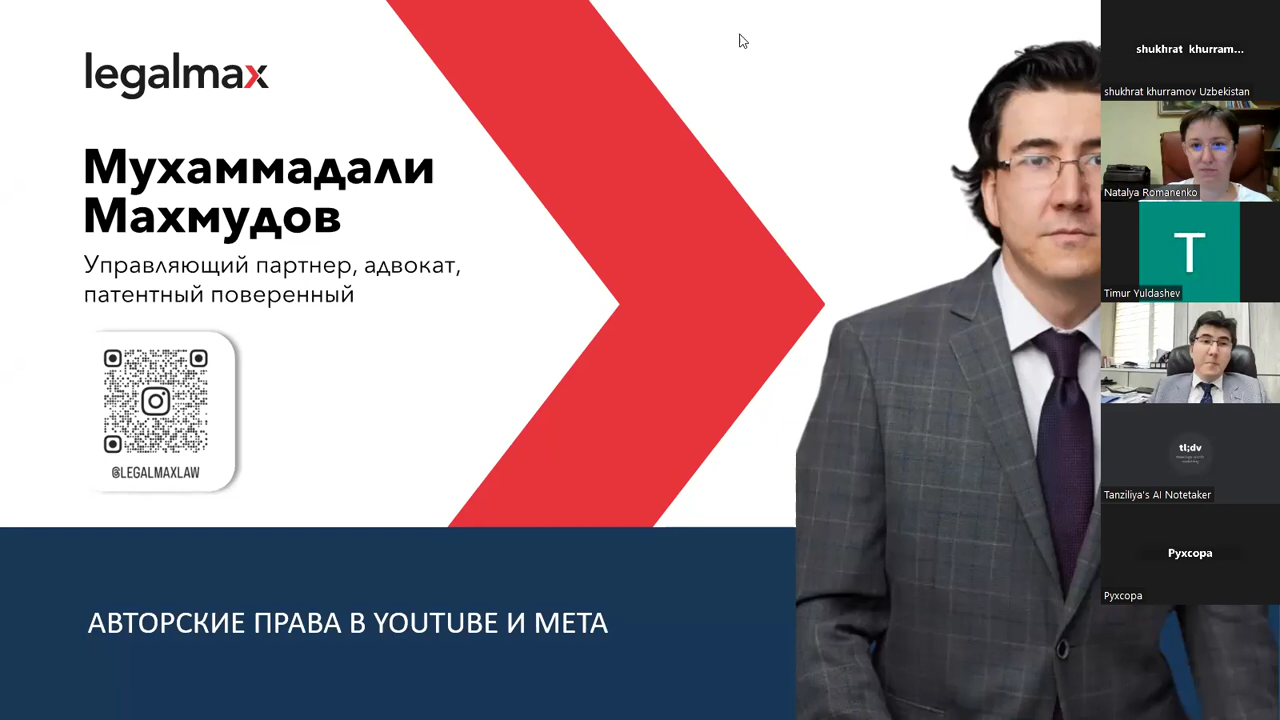 legalmax
Мухаммадали
Махмудов
Управляющий партнер, адвокат,
патентный поверенный
@LEGALMAXLAW
АВТОРСКИЕ ПРАВА В YOUTUBE И META
shukhrat khurram...
shukhrat khurramov Uzbekistan
Natalya Romanenko
T
Timur Yuldashev
tl;dv
Tanziliya's AI Notetaker
Рухсора
Рухсора